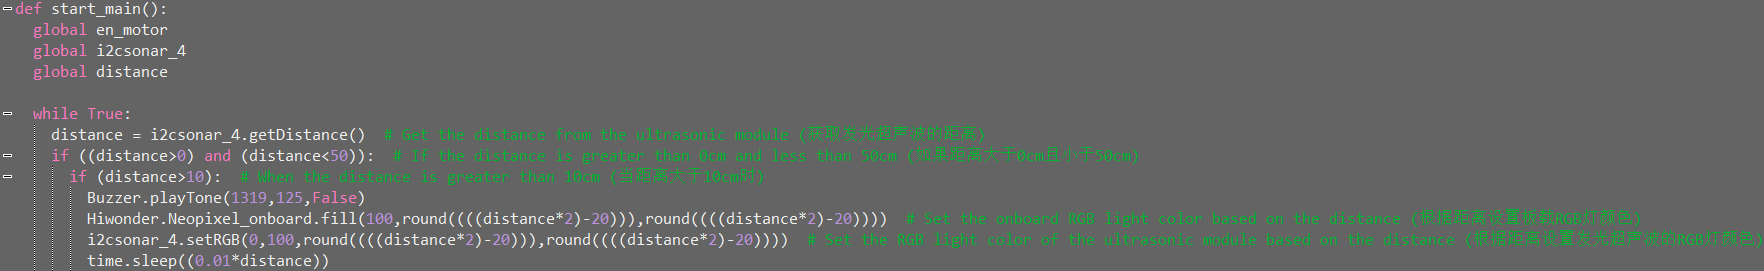 def start_main():
global en_motor
global i2csonar_4
global distance
while True:
distance = i2csonar_4.getDistance()  # Get the distance from the ultrasonic module (获取发光超声波的距离)
if ((distance>0) and (distance<50)):  # If the distance is greater than 0cm and less than 50cm (如果距离大于0cm且小于50cm)
if (distance>10):  # When the distance is greater than 10cm (当距离大于10cm时)
Buzzer.playTone(1319,125,False)
Hiwonder.Neopixel_onboard.fill(100,round((((distance*2)-20))),round((((distance*2)-20))))  # Set the onboard RGB light color based on the distance (根据距离设置板载RGB灯颜色)
i2csonar_4.setRGB(0,100,round((((distance*2)-20))),round((((distance*2)-20))))  # Set the RGB light color of the ultrasonic module based on the distance (根据距离设置发光超声波的RGB灯颜色)
time.sleep((0.01*distance))